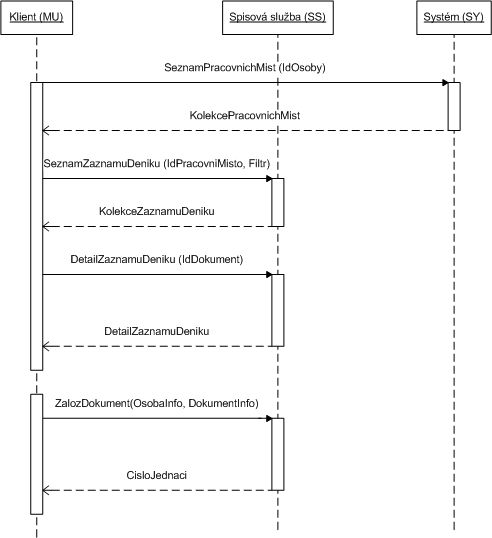 Klient (MU)
Spisová služba (SS)
Systém (SY)
SeznamPracovnichMist (IdOsoby)
KolekcePracovnichMist
SeznamZaznamuDeniku (IdPracovniMisto, Filtr)
KolekceZaznamuDeniku
DetailZaznamuDeniku (IdDokument)
DetailZaznamuDeniku
ZalozDokument(OsobaInfo, DokumentInfo)
CisloJednaci